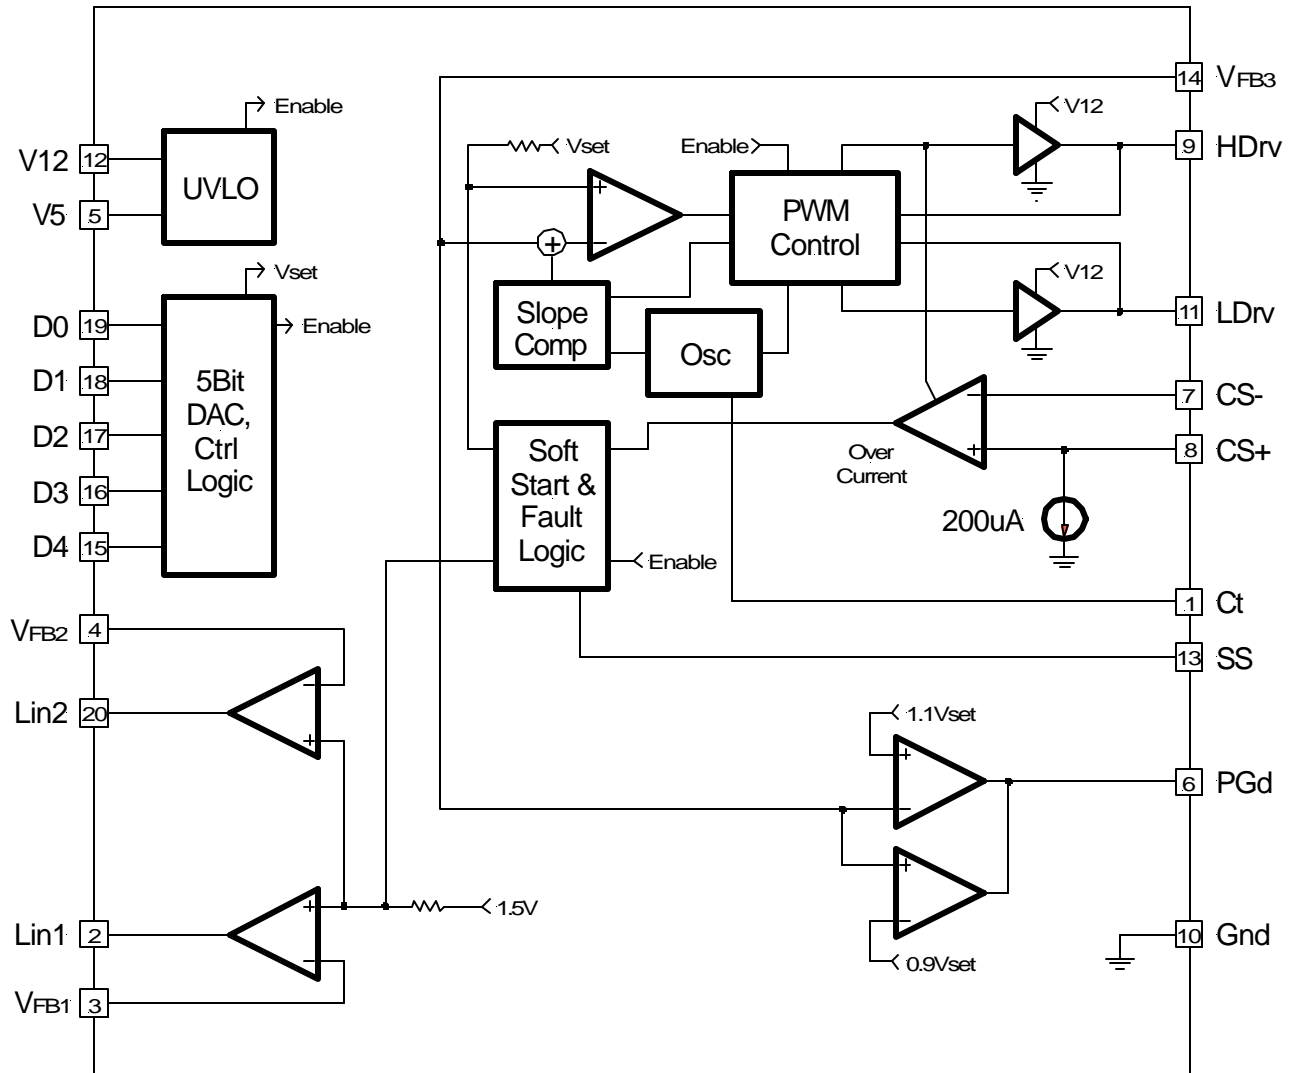 14 VFB3
Enable
V12
V12 12
UVLO
Vset
Enable
PWM
Control
9 HDrv
V5 5
+
−
+
Vset
V12
D0 19
Enable
Slope
Comp
Osc
11 LDrv
D1 18
5Bit
DAC,
Ctrl
Logic
−
7 CS-
D2 17
Soft
Start &
Fault
Logic
Over
Current
+
8 CS+
D3 16
200uA
D4 15
Enable
1 Ct
VFB2 4
13 SS
−
Lin2 20
+
1.1Vset
+
−
6 PGd
+
−
0.9Vset
Lin1 2
+
−
1.5V
10 Gnd
VFB1 3